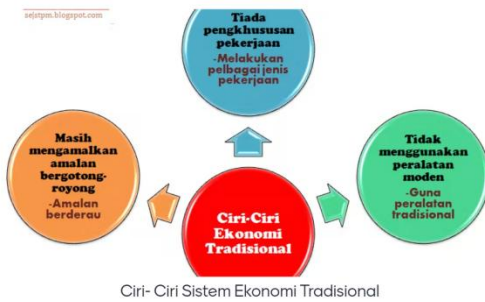 zejstpm.blogspot.com
Tiada
pengkhususan
pekerjaan
-Melakukan
pelbagai jenis
pekerjaan
Masih
mengamalkan
amalan
bergotong-
royong
-Amalan
berderau
Tidak
menggunakan
peralatan
moden
-Guna
peralatan
tradisional
Ciri-Ciri
Ekonomi
Tradisional
Ciri- Ciri Sistem Ekonomi Tradisional